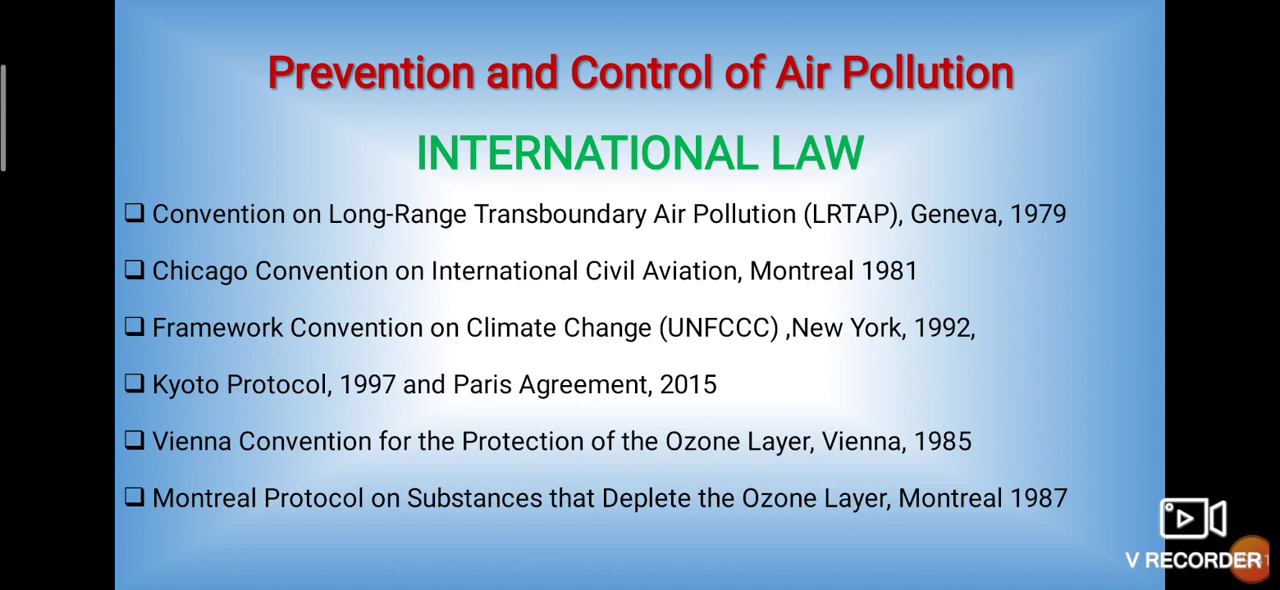 Prevention and Control of Air Pollution
INTERNATIONAL LAW
❑ Convention on Long-Range Transboundary Air Pollution (LRTAP), Geneva, 1979
❑ Chicago Convention on International Civil Aviation, Montreal 1981
❑ Framework Convention on Climate Change (UNFCCC) ,New York, 1992,
❑ Kyoto Protocol, 1997 and Paris Agreement, 2015
❑ Vienna Convention for the Protection of the Ozone Layer, Vienna, 1985
❑ Montreal Protocol on Substances that Deplete the Ozone Layer, Montreal 1987
V RECORDER